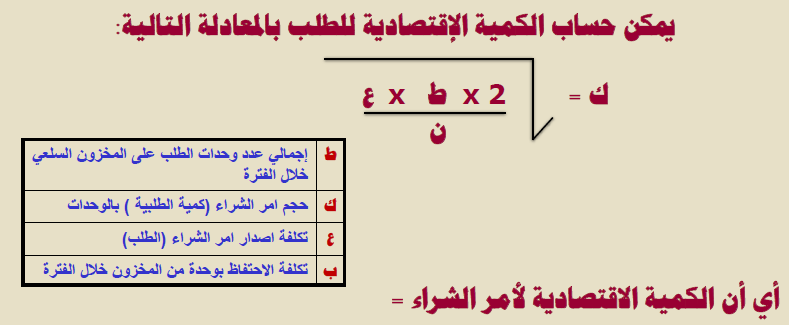 يمكن حساب الكمية الإقتصادية للطلب بالمعادلة التالية:
ك = 2 x ط x ع
ن
ط إجمالي عدد وحدات الطلب على المخزون السلعي
خلال الفترة
ك حجم امر الشراء (كمية الطلبية ) بالوحدات
ع تكلفة اصدار امر الشراء (الطلب)
ب تكلفة الاحتفاظ بوحدة من المخزون خلال الفترة
أي أن الكمية الاقتصادية لأمر الشراء =